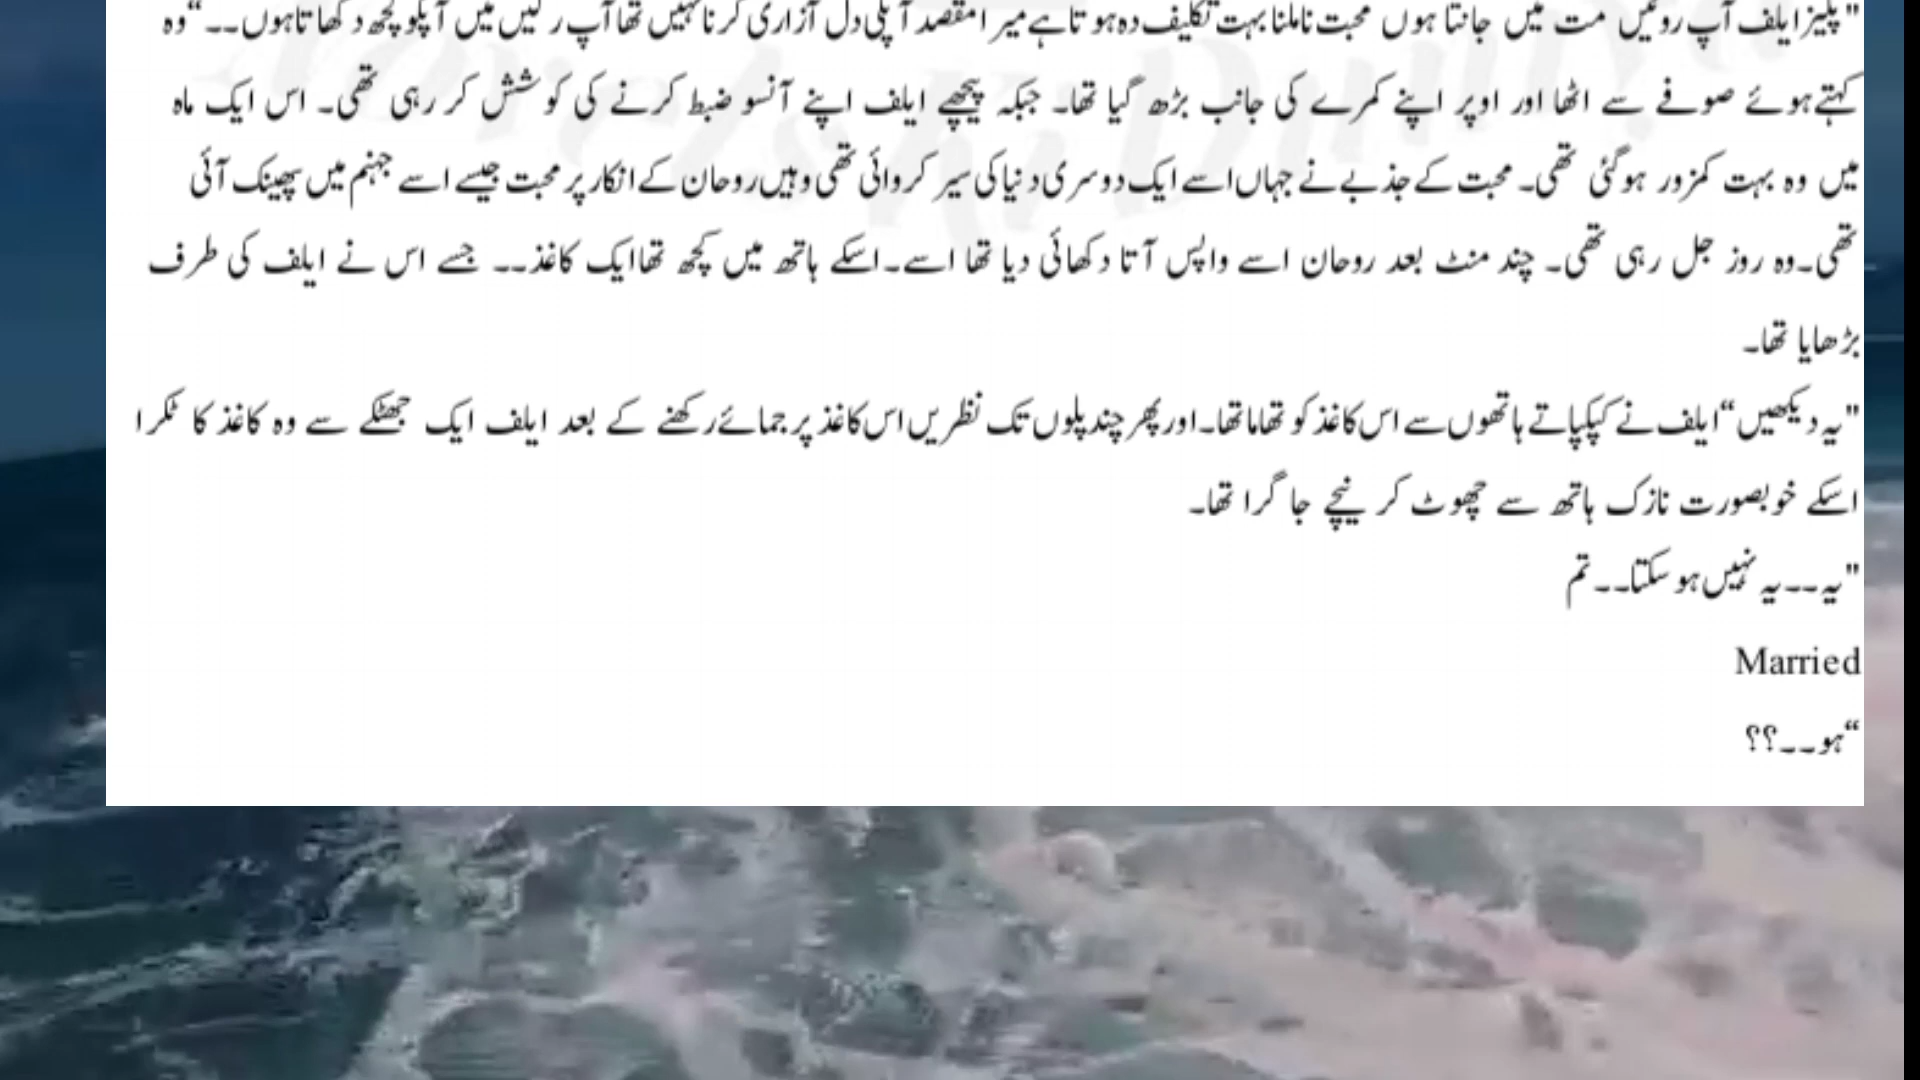 "پلیز ایلف آپ روئیں مت میں جانتا ہوں محبت نا ملنا بہت تکلیف دہ ہوتا ہے میرا مقصد آپکی دل آزاری کرنا نہیں تھا آپ رکیں میں آپکو کچھ دکھاتا ہوں۔۔“ وہ
کہتے ہوئے صوفے سے اٹھا اور اوپر اپنے کمرے کی جانب بڑھ گیا تھا۔ جبکہ پیچھے ایلف اپنے آنسو ضبط کرنے کی کوشش کر رہی تھی۔ اس ایک ماہ
میں وہ بہت کمزور ہوگئی تھی۔ محبت کے جذبے نے جہاں اسے ایک دوسری دنیا کی سیر کروائی تھی وہیں روحان کے انکار پر محبت جیسے اسے جہنم میں پھینک آئی
تھی۔وہ روز جل رہی تھی۔ چند منٹ بعد روحان اسے واپس آتا دکھائی دیا تھا اسے۔اسکے ہاتھ میں کچھ تھا ایک کاغذ۔۔ جسے اس نے ایلف کی طرف
بڑھایا تھا۔
"یہ دیکھیں“ ایلف نے کپکپاتے ہاتھوں سے اس کاغذ کو تھاما تھا۔اور پھر چند پلوں تک نظریں اس کاغذ پر جمائے رکھنے کے بعد ایلف ایک جھٹکے سے وہ کاغذ کا ٹکرا
اسکے خوبصورت نازک ہاتھ سے چھوٹ کر نیچے جا گرا تھا۔
"یہ۔۔۔یہ نہیں ہو سکتا۔۔۔تم
Married
“ہو۔۔۔؟؟